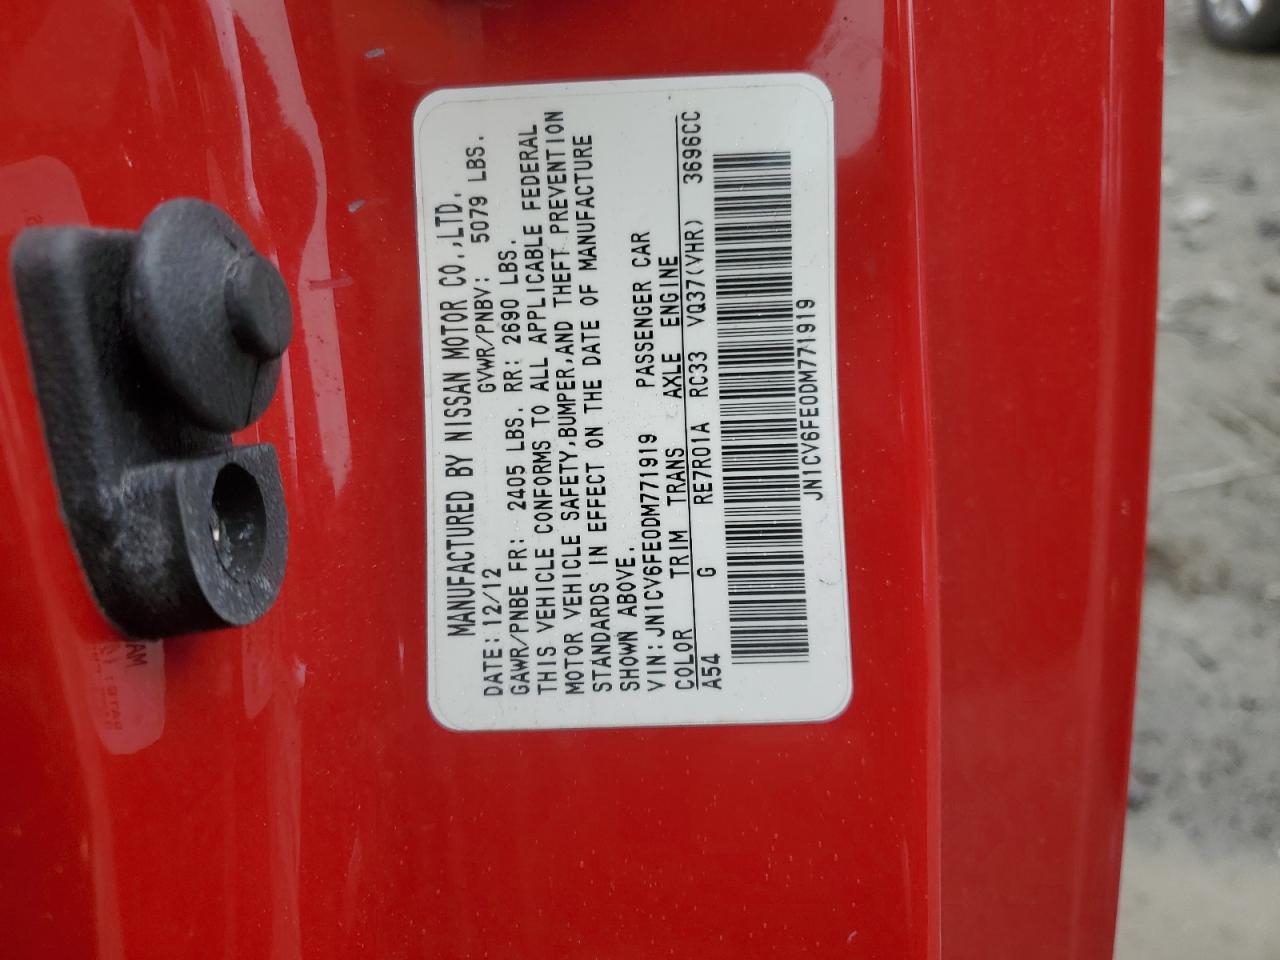 MANUFACTURED BY NISSAN MOTOR CO.,LTD.
DATE: 12/12 GVWR/PNBV: 5079 LBS.
GAWR/PNBE FR: 2405 LBS. RR: 2690 LBS.
THIS VEHICLE CONFORMS TO ALL APPLICABLE FEDERAL
MOTOR VEHICLE SAFETY,BUMPER,AND THEFT PREVENTION
STANDARDS IN EFFECT ON THE DATE OF MANUFACTURE
SHOWN ABOVE.
VIN: JN1CV6FE0DM771919 PASSENGER CAR
COLOR TRIM TRANS AXLE ENGINE
A54 G RE7R01A RC33 VQ37(VHR) 3696CC
JN1CV6FE0DM771919